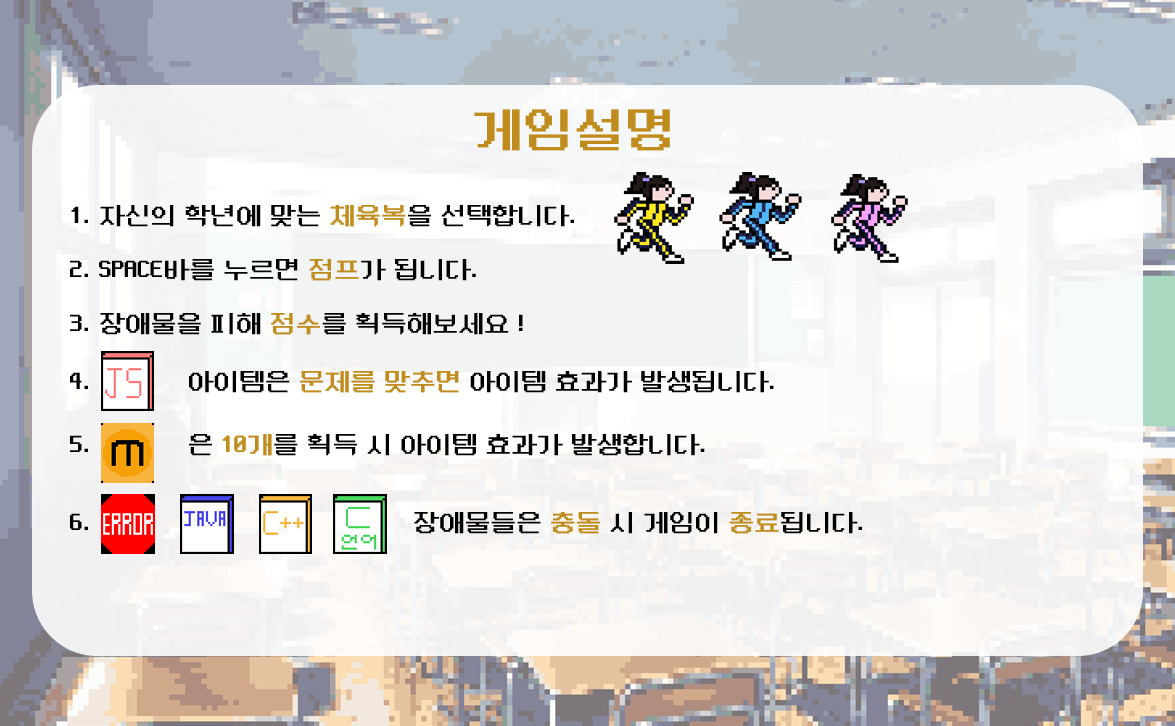 게임설명
1. 자신의 학년에 맞는 체육복을 선택합니다.
2. SPACE바를 누르면 점프가 됩니다.
3. 장애물을 피해 점수를 획득해보세요 !
4. JS 아이템은 문제를 맞추면 아이템 효과가 발생됩니다.
5. m 은 10개를 획득 시 아이템 효과가 발생합니다.
6. ERROR JAVA C++ C언어 장애물들은 충돌 시 게임이 종료됩니다.